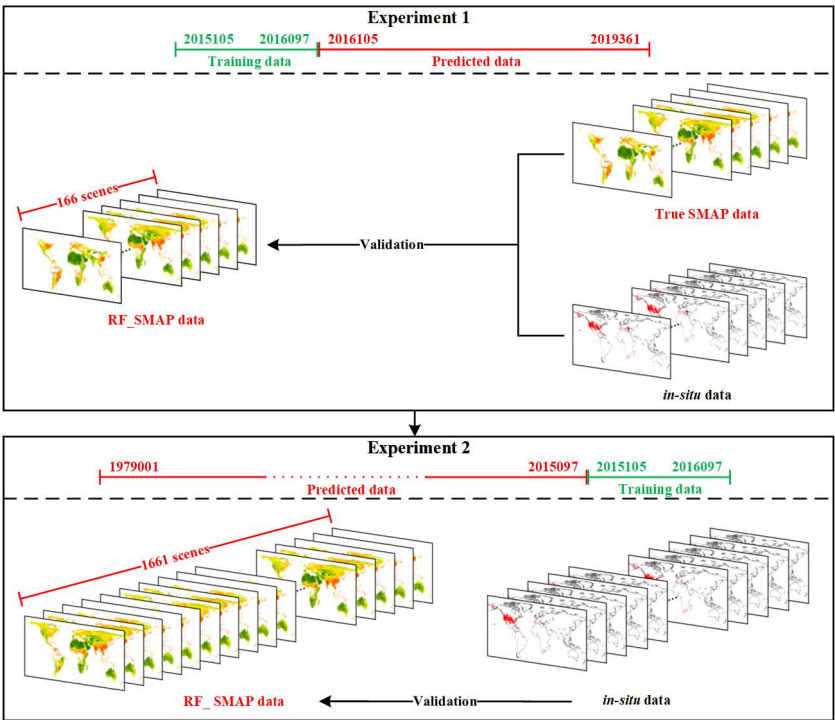 Experiment 1
2015105 2016097 2016105 2019361
Training data Predicted data
166 scenes
True SMAP data
Validation
RF_SMAP data
in-situ data
Experiment 2
1979001 2015097 2015105 2016097
Predicted data Training data
1661 scenes
RF_ SMAP data Validation in-situ data